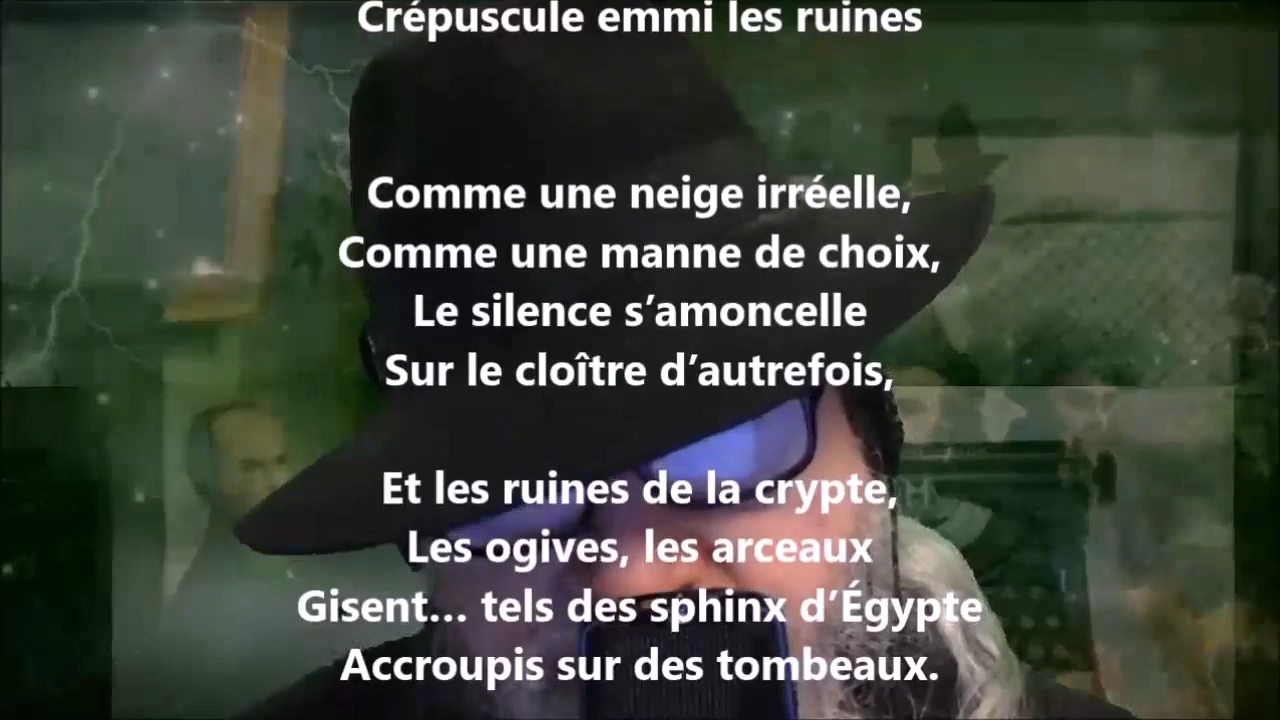 Crépuscule emmi les ruines
Comme une neige irréelle,
Comme une manne de choix,
Le silence s’amoncelle
Sur le cloître d’autrefois,
Et les ruines de la crypte,
Les ogives, les arceaux
Gisent… tels des sphinx d’Égypte
Accroupis sur des tombeaux.